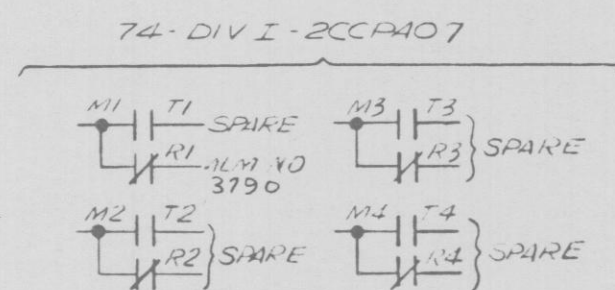 74-DIV I-2CCPA07
M1 T1 SPARE
R1 ALM NO
3790
M2 T2
R2 SPARE
M3 T3
R3 SPARE
M4 T4
R4 SPARE